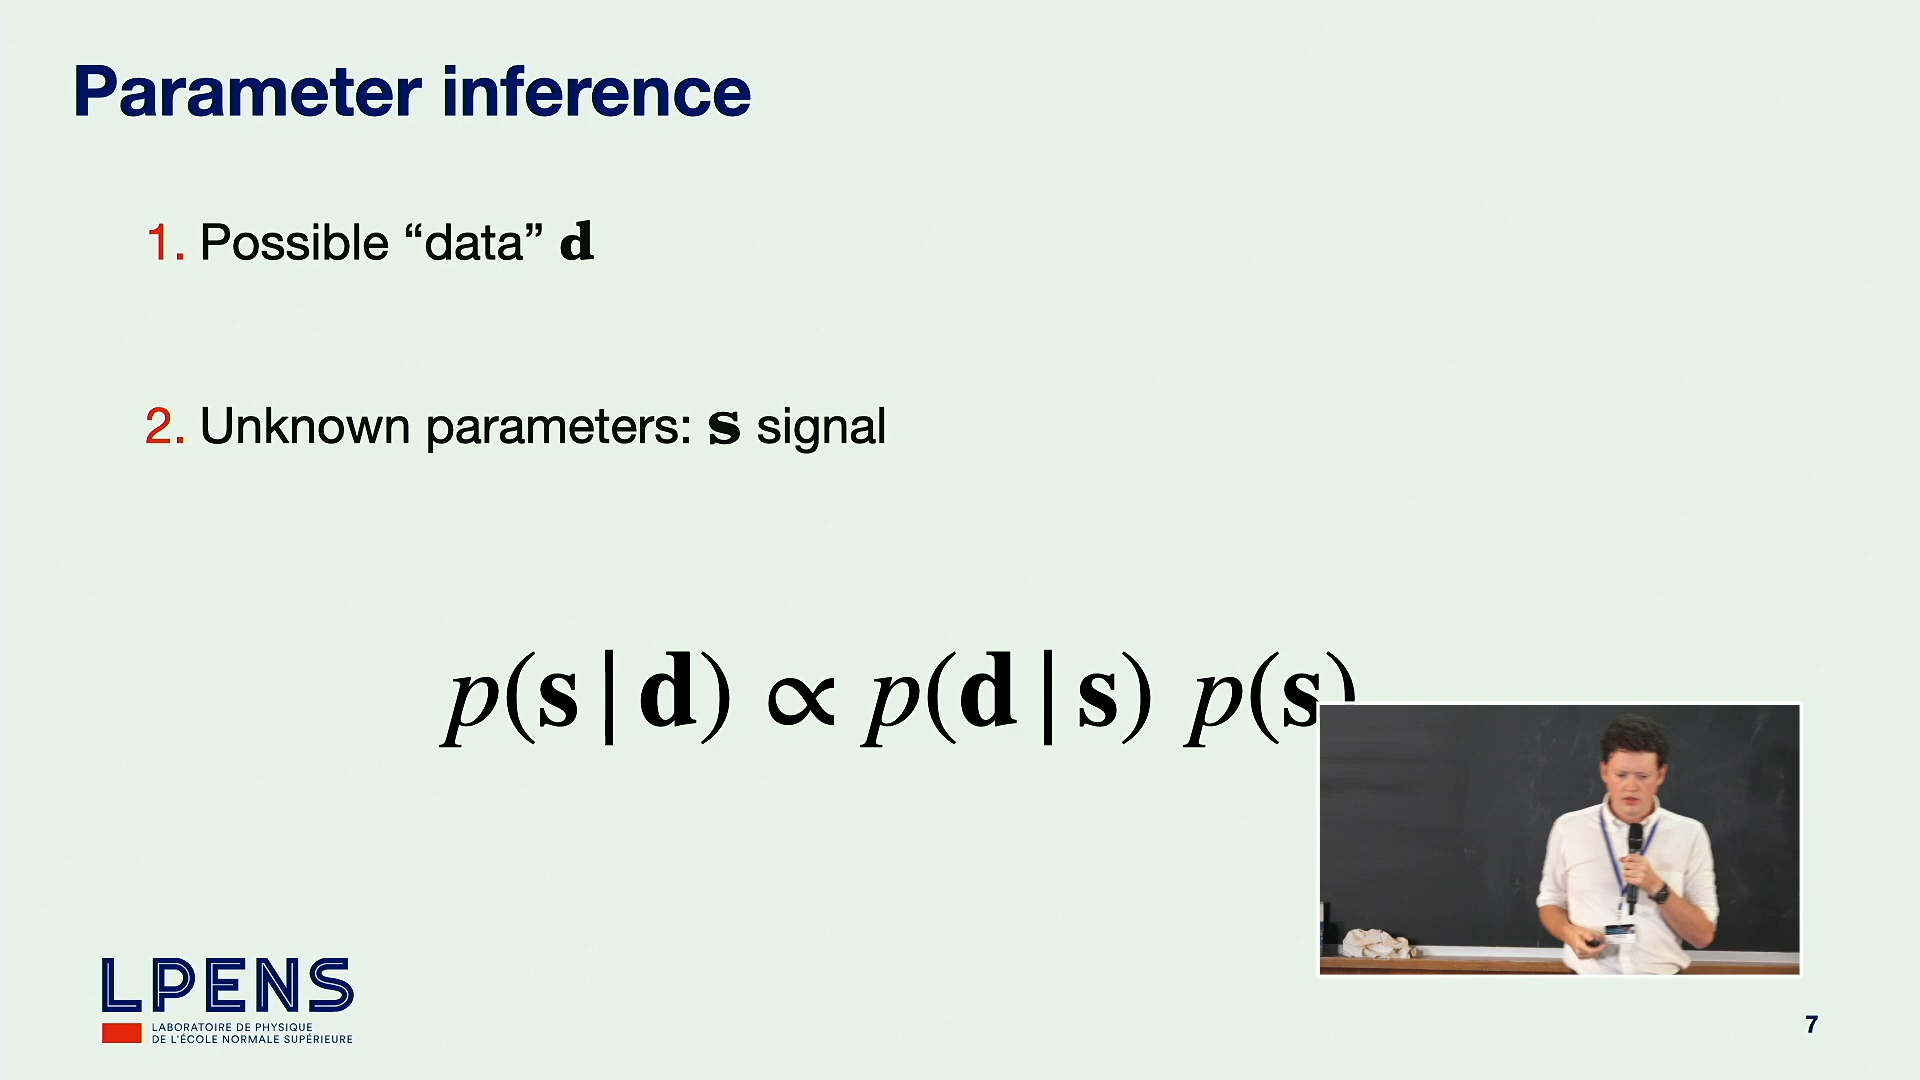 Parameter inference
1. Possible “data” d
2. Unknown parameters: s signal
p(s | d) ∝ p(d | s) p(s)
LPENS
LABORATOIRE DE PHYSIQUE
DE L’ÉCOLE NORMALE SUPÉRIEURE
7